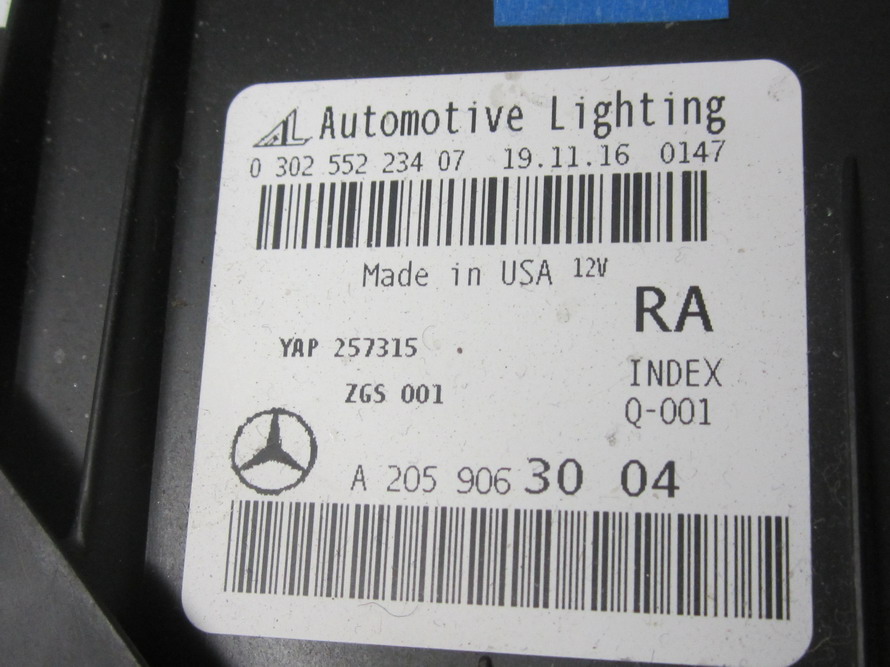 AL Automotive Lighting
0 302 552 234 07 19.11.16 0147
Made in USA 12V
RA
YAP 257315
INDEX
ZGS 001
Q-001
A 205 906 30 04